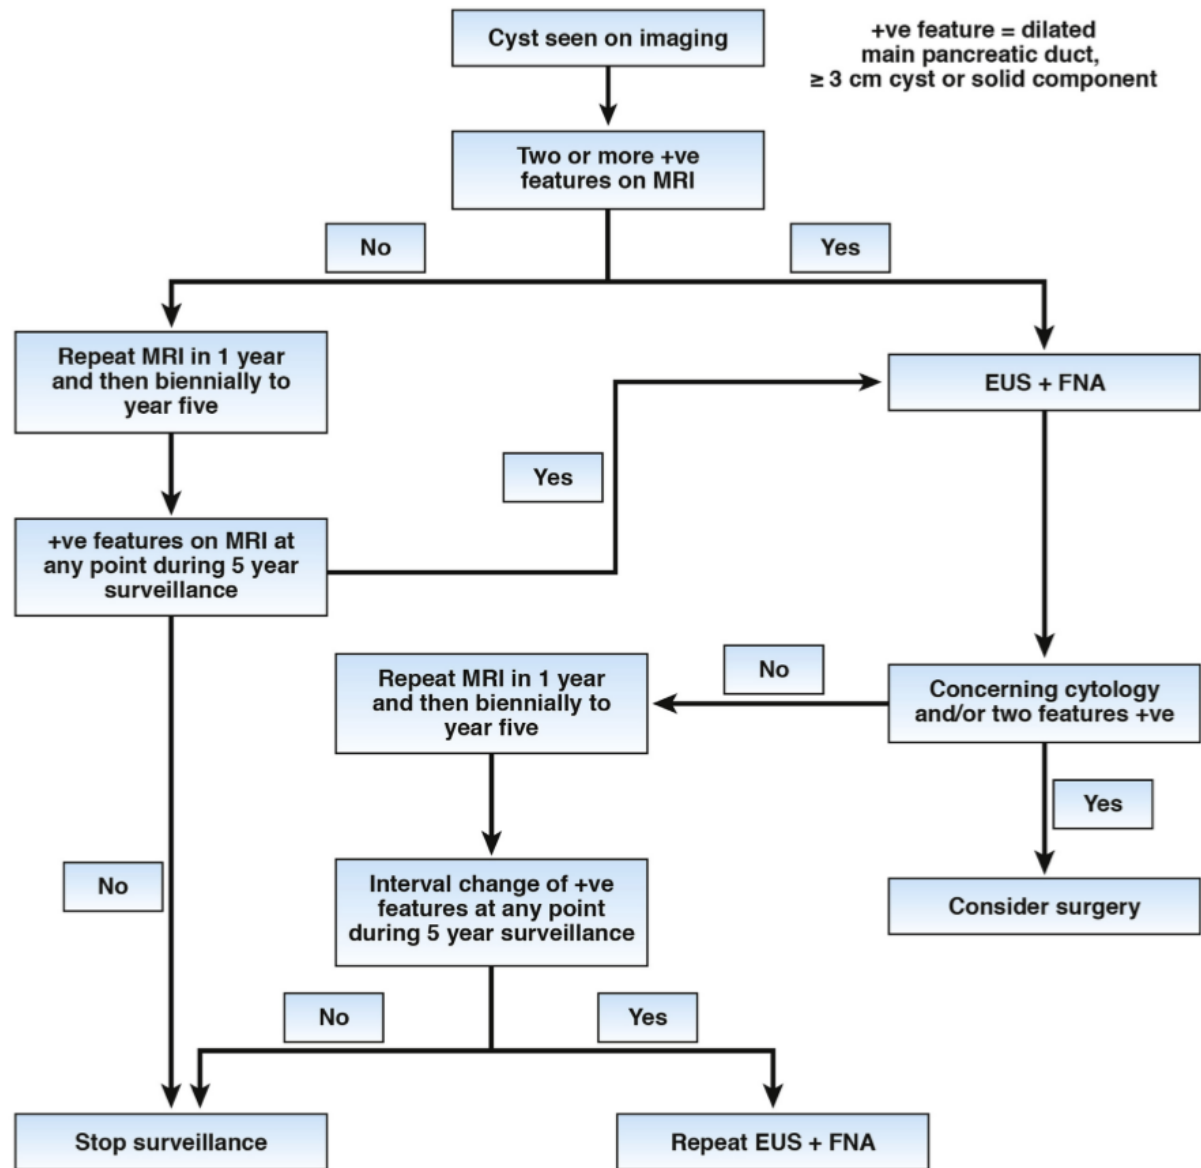 Cyst seen on imaging
+ve feature = dilated
main pancreatic duct,
≥ 3 cm cyst or solid component
Two or more +ve
features on MRI
No
Yes
Repeat MRI in 1 year
and then biennially to
year five
EUS + FNA
Yes
+ve features on MRI at
any point during 5 year
surveillance
No
Repeat MRI in 1 year
and then biennially to
year five
Concerning cytology
and/or two features +ve
Yes
No
Interval change of +ve
features at any point
during 5 year surveillance
Consider surgery
No
Yes
Stop surveillance
Repeat EUS + FNA